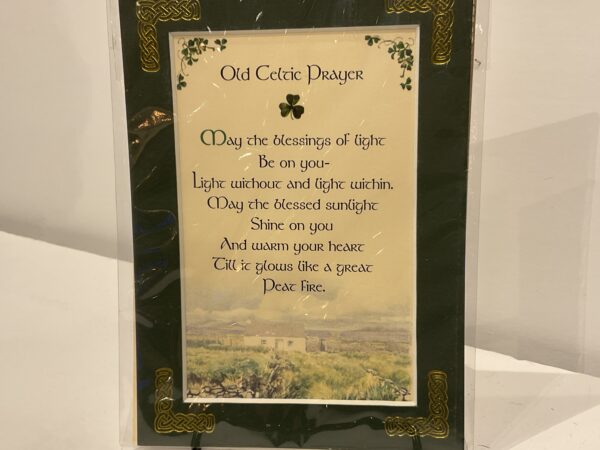 Old Celtic Prayer
May the blessings of light
Be on you-
Light without and light within.
May the blessed sunlight
Shine on you
And warm your heart
Till it glows like a great
Peat fire.